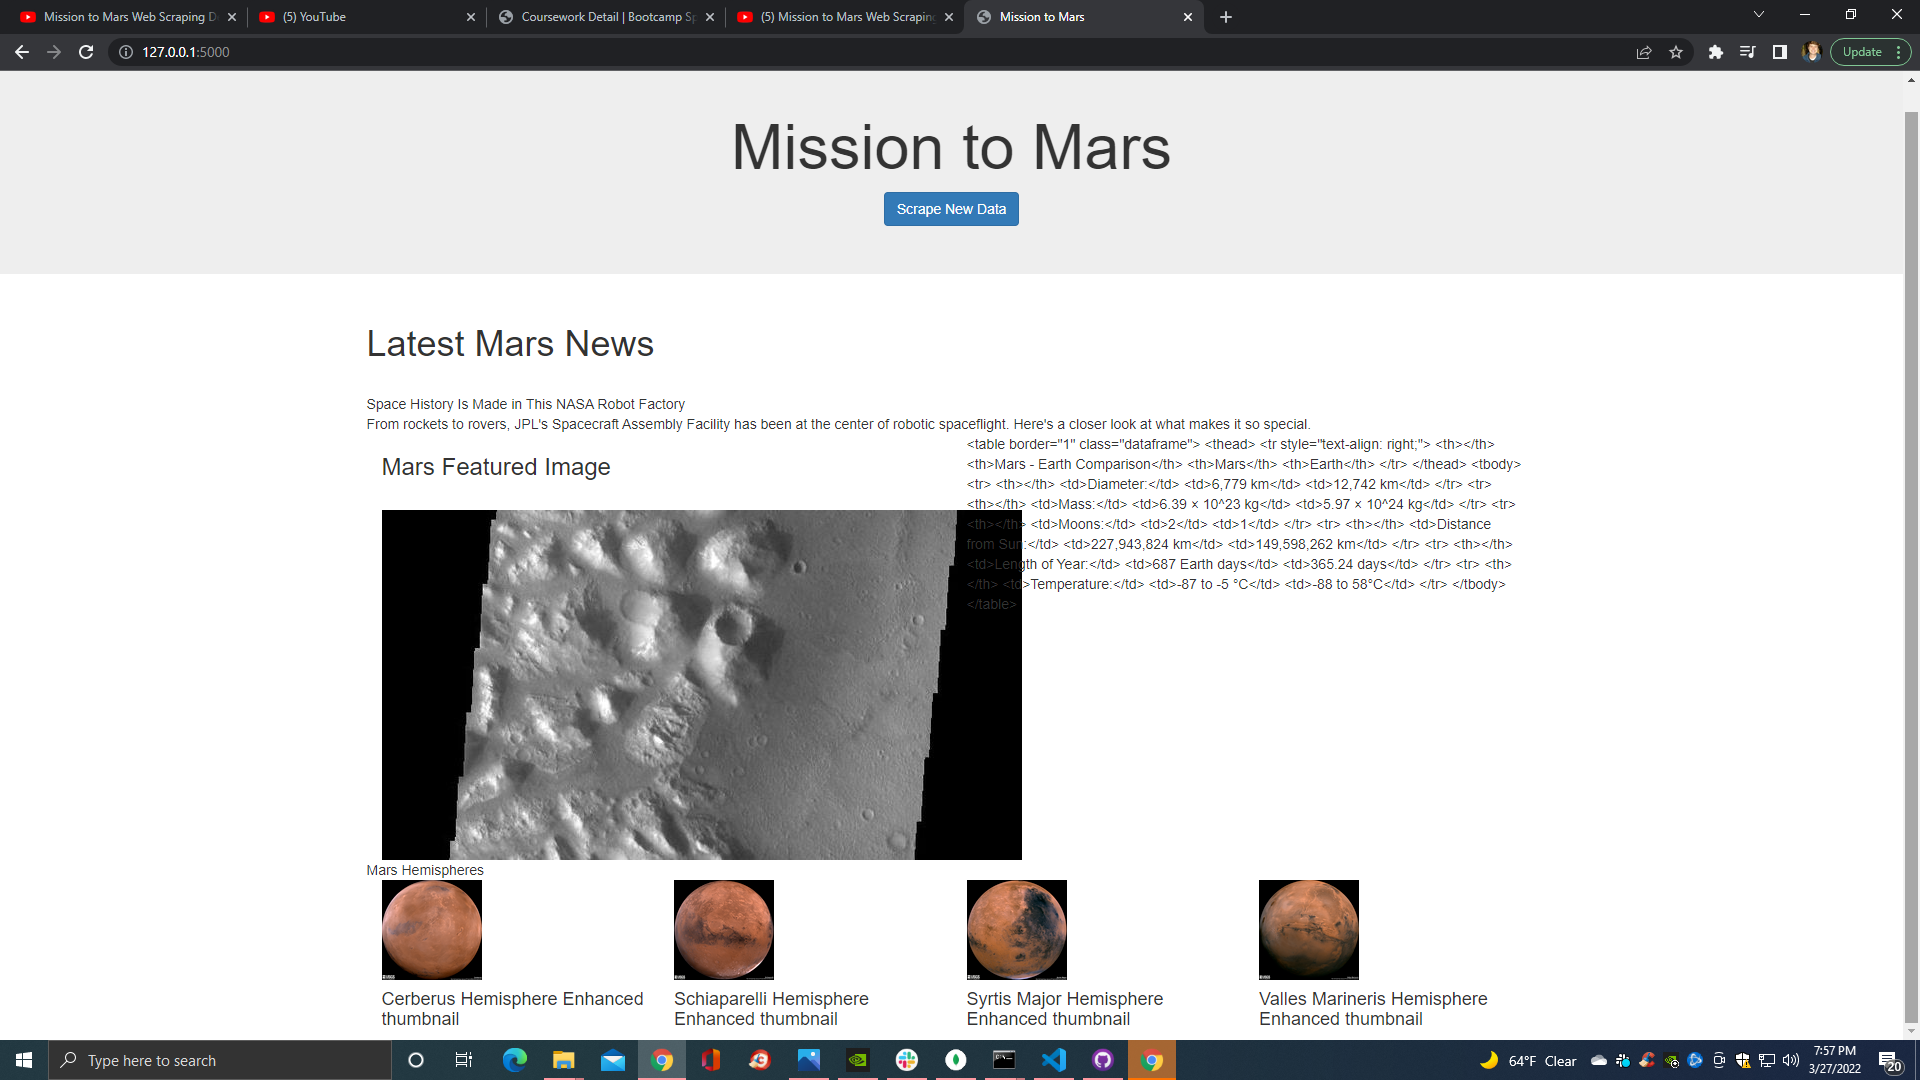 Mission to Mars Web Scraping D
(5) YouTube
Coursework Detail | Bootcamp Sp
(5) Mission to Mars Web Scraping
Mission to Mars
127.0.0.1:5000
Update
Mission to Mars
Scrape New Data
Latest Mars News
Space History Is Made in This NASA Robot Factory
From rockets to rovers, JPL's Spacecraft Assembly Facility has been at the center of robotic spaceflight. Here's a closer look at what makes it so special.
Mars Featured Image
<table border="1" class="dataframe"> <thead> <tr style="text-align: right;"> <th></th>
<th>Mars - Earth Comparison</th> <th>Mars</th> <th>Earth</th> </tr> </thead> <tbody>
<tr> <th></th> <td>Diameter:</td> <td>6,779 km</td> <td>12,742 km</td> </tr> <tr>
<th></th> <td>Mass:</td> <td>6.39 × 10^23 kg</td> <td>5.97 × 10^24 kg</td> </tr> <tr>
<th></th> <td>Moons:</td> <td>2</td> <td>1</td> </tr> <tr> <th></th> <td>Distance
from Sun:</td> <td>227,943,824 km</td> <td>149,598,262 km</td> </tr> <tr> <th></th>
<td>Length of Year:</td> <td>687 Earth days</td> <td>365.24 days</td> </tr> <tr> <th>
</th> <td>Temperature:</td> <td>-87 to -5 °C</td> <td>-88 to 58°C</td> </tr> </tbody>
</table>
Mars Hemispheres
Cerberus Hemisphere Enhanced
thumbnail
Schiaparelli Hemisphere
Enhanced thumbnail
Syrtis Major Hemisphere
Enhanced thumbnail
Valles Marineris Hemisphere
Enhanced thumbnail
Type here to search
64°F Clear
7:57 PM
3/27/2022
20